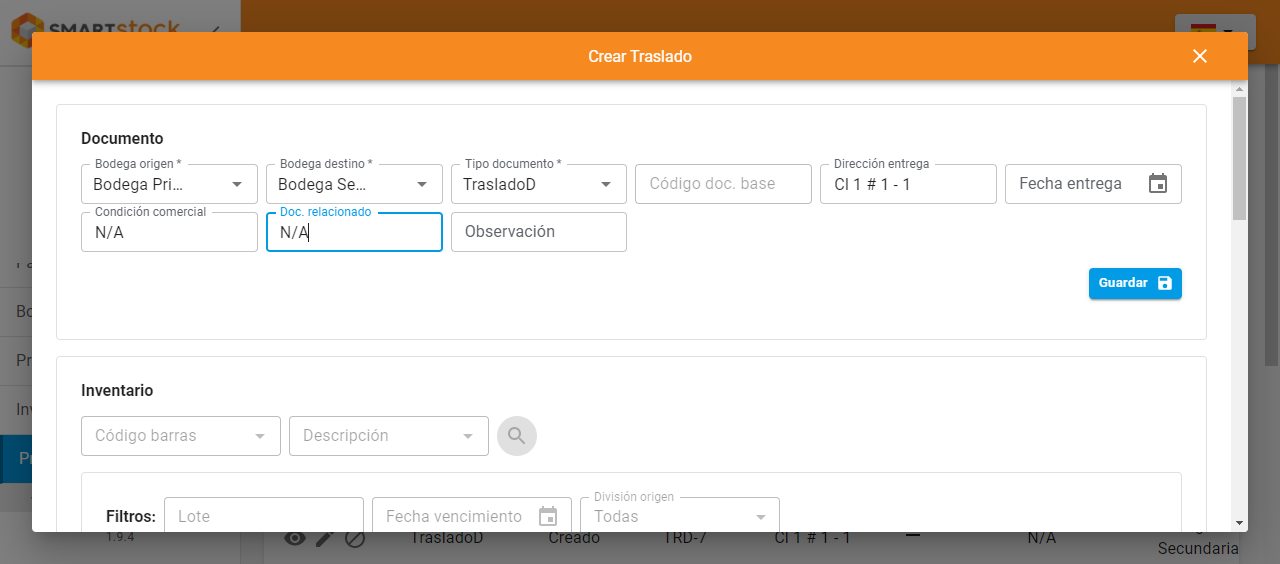 SMARTstock
Crear Traslado
Documento
Bodega origen * Bodega destino * Tipo documento * Dirección entrega
Bodega Pri... Bodega Se... TrasladoD Código doc. base Cl 1 # 1 - 1 Fecha entrega
Condición comercial Doc. relacionado
N/A N/A Observación
Guardar
Bo
Pr
Inventario
Inv
Código barras Descripción
Pr
División origen
Filtros: Lote Fecha vencimiento Todas
1.9.4 TrasladoD Creado TRD-7 Cl 1 # 1 - 1 — N/A
Secundaria